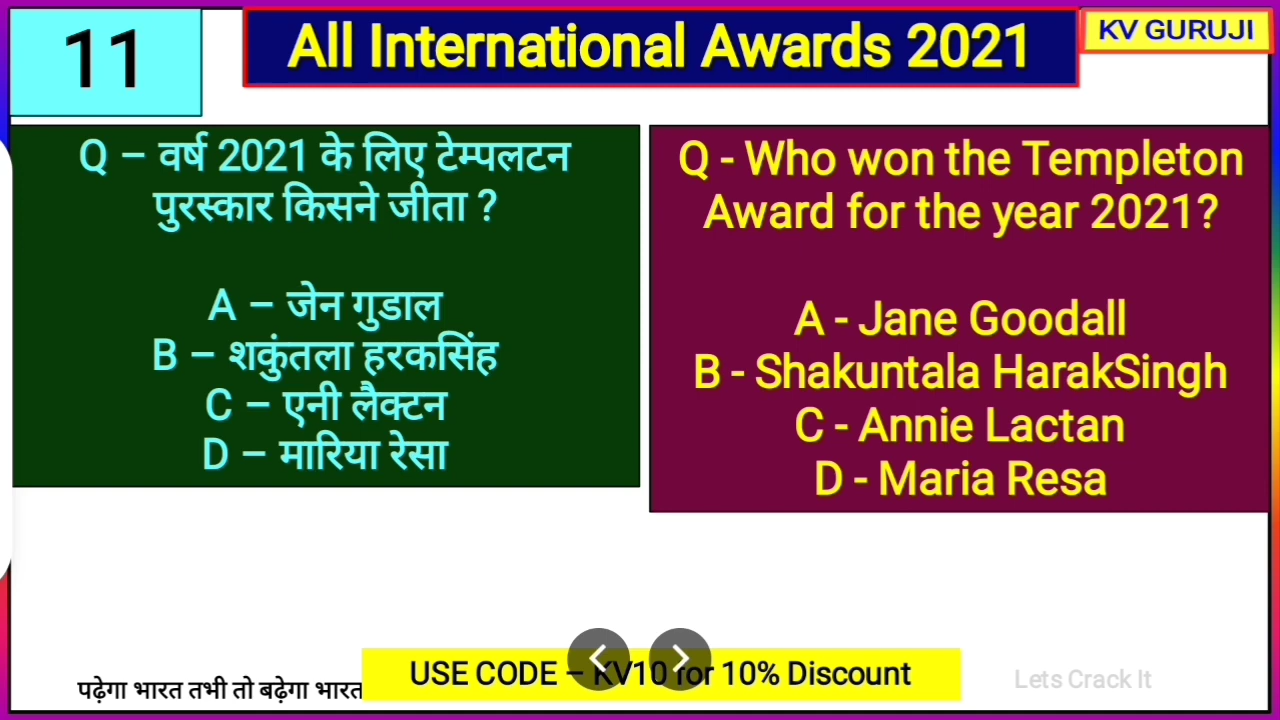 11
All International Awards 2021
KV GURUJI
Q – वर्ष 2021 के लिए टेम्पलटन
पुरस्कार किसने जीता ?
A – जेन गुडाल
B – शकुंतला हरकसिंह
C – एनी लैक्टन
D – मारिया रेसा
Q - Who won the Templeton
Award for the year 2021?
A - Jane Goodall
B - Shakuntala HarakSingh
C - Annie Lactan
D - Maria Resa
पढ़ेगा भारत तभी तो बढ़ेगा भारत
USE CODE – KV10 for 10% Discount
Lets Crack It